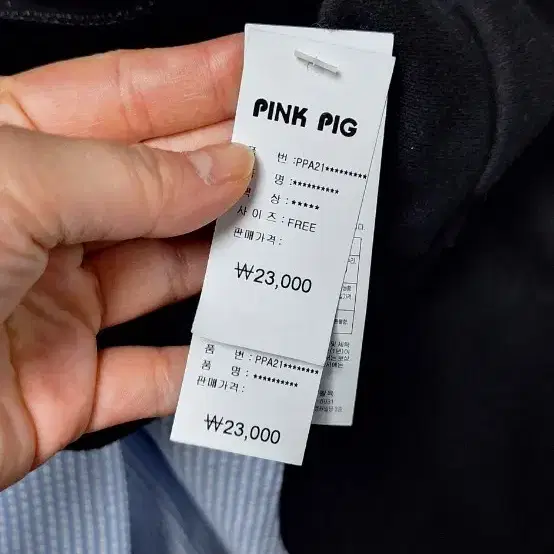 PINK PIG
번 :PPA21*********
명 :**********
상 :*****
사 이 즈 : FREE
판매가격 :
₩23,000
품 번 : PPA21********
품 명 :**********
판매가격 :
₩23,000